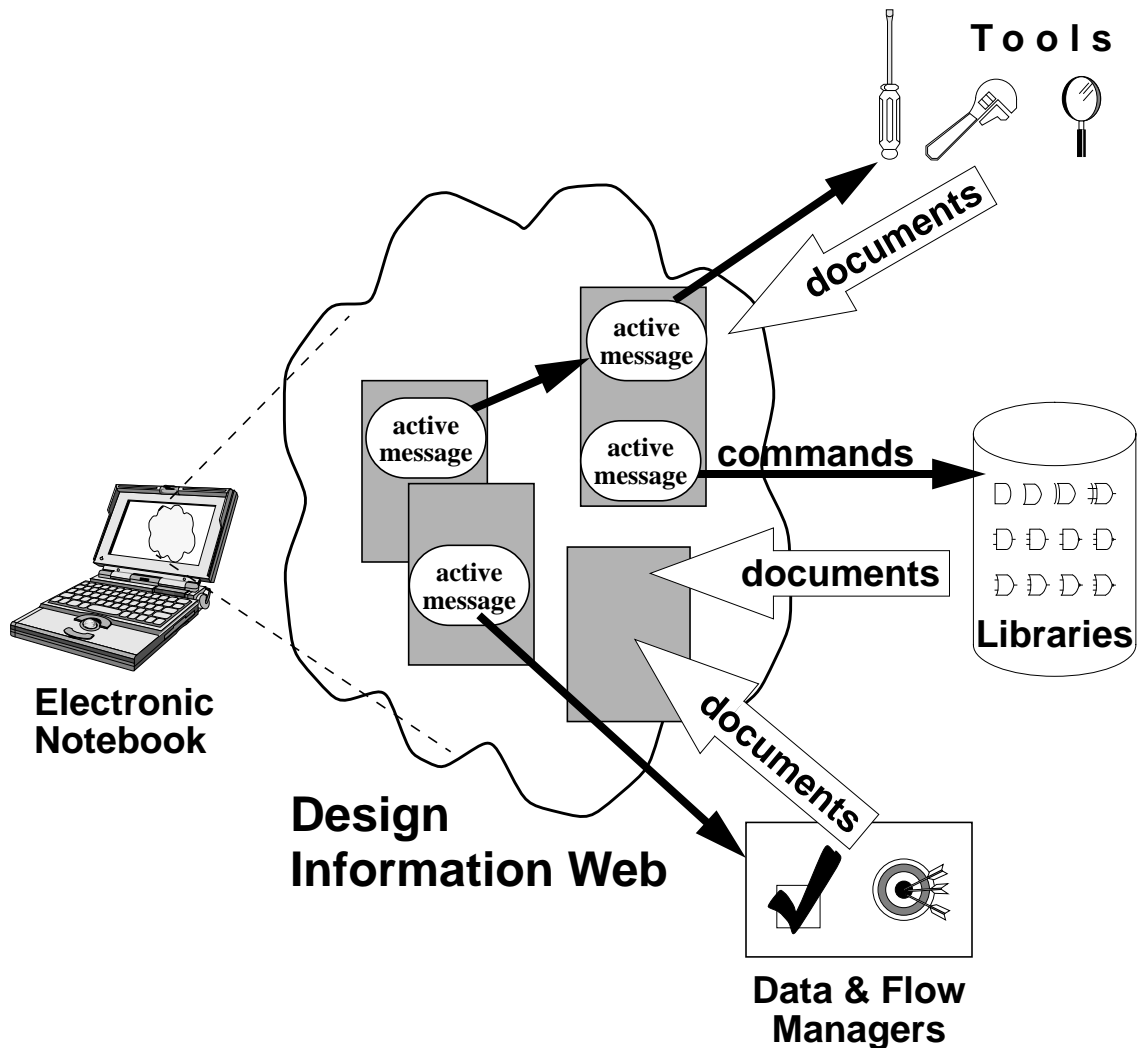 Tools
documents
active
message
active
message
active
message
commands
active
message
documents
Libraries
documents
Electronic
Notebook
Design
Information Web
Data & Flow
Managers